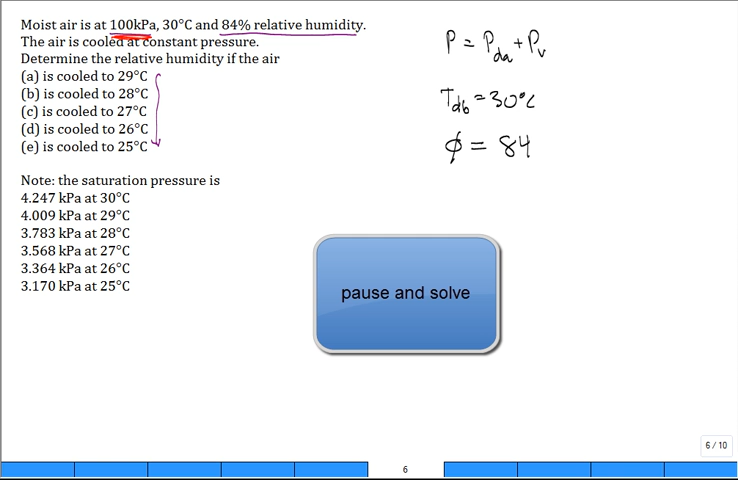 Moist air is at 100kPa, 30°C and 84% relative humidity.
The air is cooled at constant pressure.
Determine the relative humidity if the air
(a) is cooled to 29°C
(b) is cooled to 28°C
(c) is cooled to 27°C
(d) is cooled to 26°C
(e) is cooled to 25°C
Note: the saturation pressure is
4.247 kPa at 30°C
4.009 kPa at 29°C
3.783 kPa at 28°C
3.568 kPa at 27°C
3.364 kPa at 26°C
3.170 kPa at 25°C
P = Pda + Pv
Tdb = 30°C
ϕ = 84
pause and solve
6 / 10
6